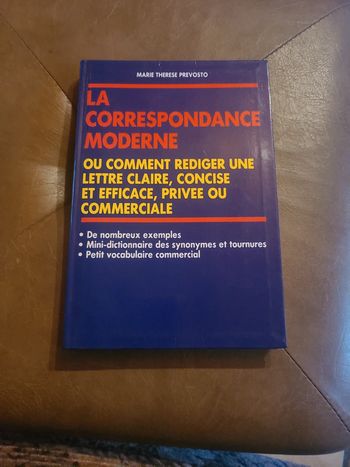 MARIE THERESE PREVOSTO
LA
CORRESPONDANCE
MODERNE
OU COMMENT REDIGER UNE
LETTRE CLAIRE, CONCISE
ET EFFICACE, PRIVEE OU
COMMERCIALE
• De nombreux exemples
• Mini-dictionnaire des synonymes et tournures
• Petit vocabulaire commercial